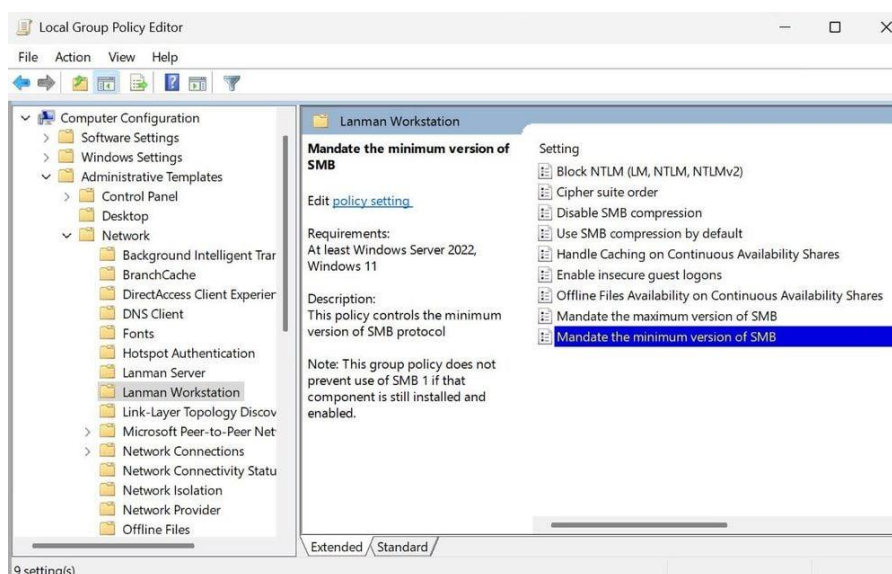 Local Group Policy Editor
File Action View Help
Computer Configuration
Software Settings
Windows Settings
Administrative Templates
Control Panel
Desktop
Network
Background Intelligent Tran
BranchCache
DirectAccess Client Experien
DNS Client
Fonts
Hotspot Authentication
Lanman Server
Lanman Workstation
Link-Layer Topology Discov
Microsoft Peer-to-Peer Net
Network Connections
Network Connectivity Statu
Network Isolation
Network Provider
Offline Files
Lanman Workstation
Mandate the minimum version of
SMB
Edit policy setting
Requirements:
At least Windows Server 2022,
Windows 11
Description:
This policy controls the minimum
version of SMB protocol
Note: This group policy does not
prevent use of SMB 1 if that
component is still installed and
enabled.
Setting
Block NTLM (LM, NTLM, NTLMv2)
Cipher suite order
Disable SMB compression
Use SMB compression by default
Handle Caching on Continuous Availability Shares
Enable insecure guest logons
Offline Files Availability on Continuous Availability Shares
Mandate the maximum version of SMB
Mandate the minimum version of SMB
Extended Standard
9 setting(s)